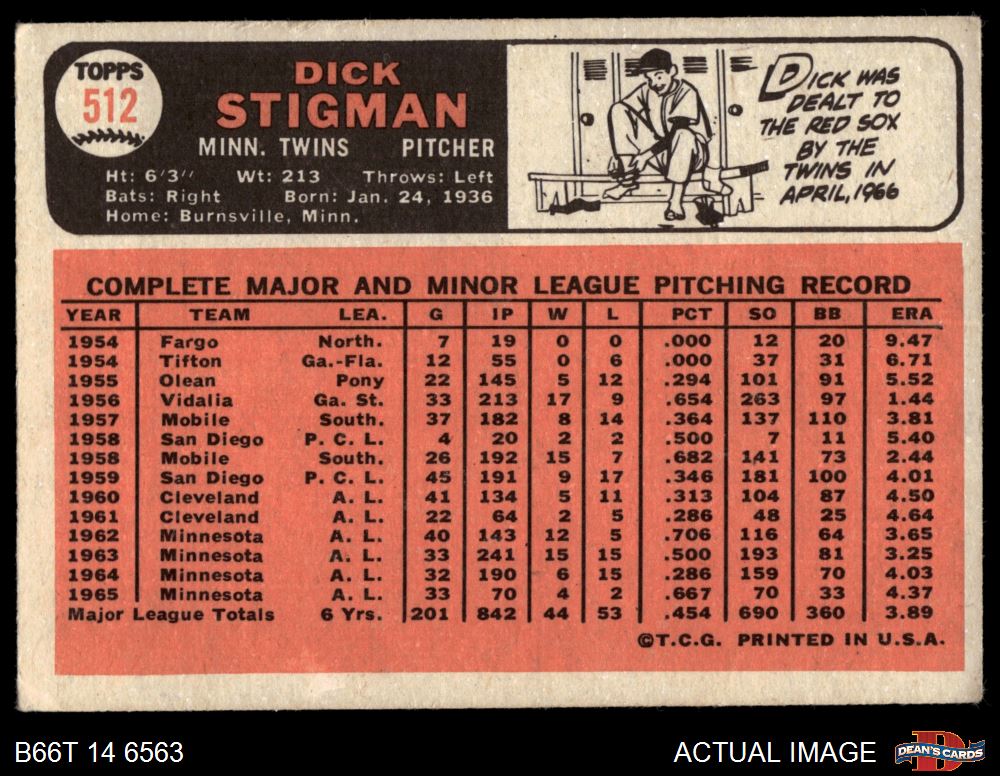 TOPPS
512
DICK
STIGMAN
MINN. TWINS PITCHER
Ht: 6'3'' Wt: 213 Throws: Left
Bats: Right Born: Jan. 24, 1936
Home: Burnsville, Minn.
DICK WAS
DEALT TO
THE RED SOX
BY THE
TWINS IN
APRIL, 1966
COMPLETE MAJOR AND MINOR LEAGUE PITCHING RECORD
YEAR TEAM LEA. G IP W L PCT SO BB ERA
1954 Fargo North. 7 19 0 0 .000 12 20 9.47
1954 Tifton Ga.-Fla. 12 55 0 6 .000 37 31 6.71
1955 Olean Pony 22 145 5 12 .294 101 91 5.52
1956 Vidalia Ga. St. 33 213 17 9 .654 263 97 1.44
1957 Mobile South. 37 182 8 14 .364 137 110 3.81
1958 San Diego P. C. L. 4 20 2 2 .500 7 11 5.40
1958 Mobile South. 26 192 15 7 .682 141 73 2.44
1959 San Diego P. C. L. 45 191 9 17 .346 181 100 4.01
1960 Cleveland A. L. 41 134 5 11 .313 104 87 4.50
1961 Cleveland A. L. 22 64 2 5 .286 48 25 4.64
1962 Minnesota A. L. 40 143 12 5 .706 116 64 3.65
1963 Minnesota A. L. 33 241 15 15 .500 193 81 3.25
1964 Minnesota A. L. 32 190 6 15 .286 159 70 4.03
1965 Minnesota A. L. 33 70 4 2 .667 70 33 4.37
Major League Totals 6 Yrs. 201 842 44 53 .454 690 360 3.89
©T.C.G. PRINTED IN U.S.A.
B66T 14 6563
ACTUAL IMAGE
DEAN'S CARDS